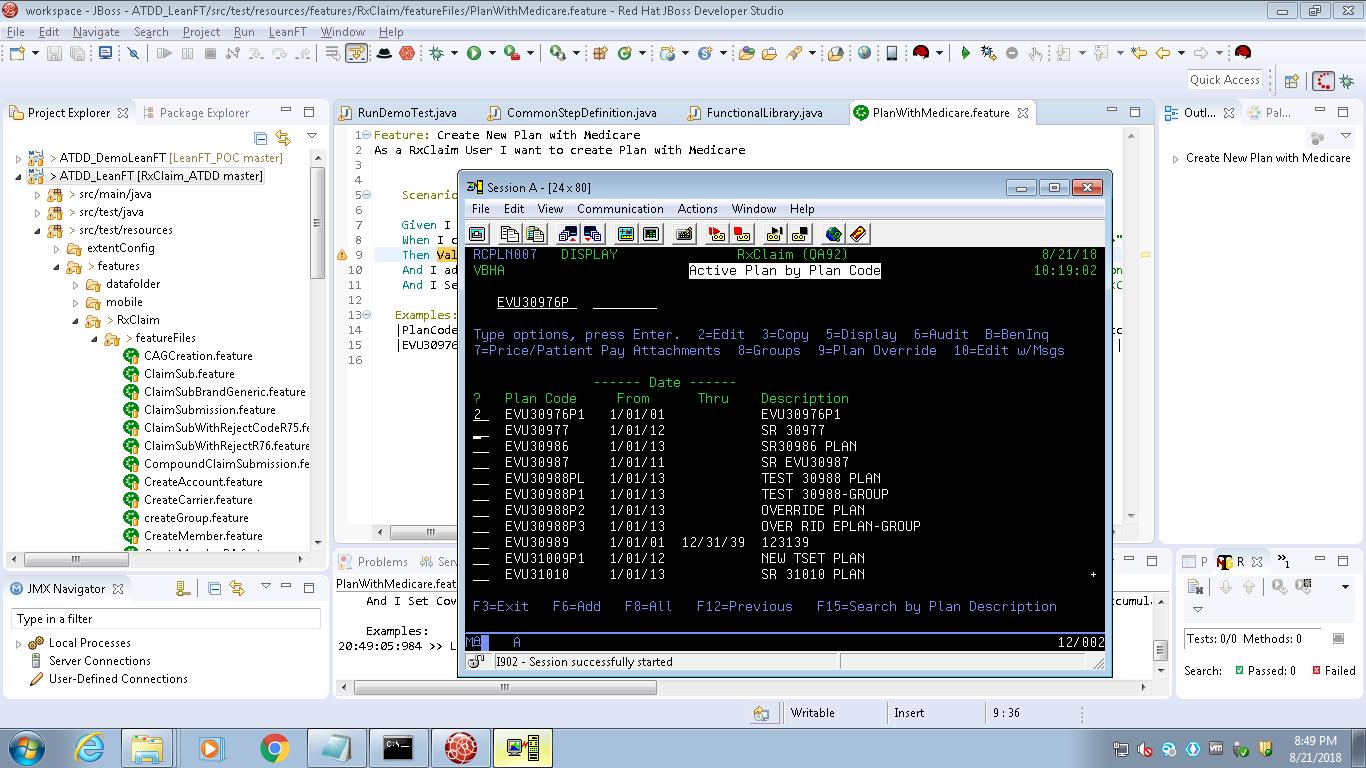 workspace - JBoss - ATDD_LeanFT/src/test/resources/features/RxClaim/featureFiles/PlanWithMedicare.feature - Red Hat JBoss Developer Studio
File Edit Navigate Search Project Run LeanFT Window Help
Quick Access
Project Explorer Package Explorer
RunDemoTest.java CommonStepDefinition.java FunctionalLibrary.java PlanWithMedicare.feature
Outl... Pal...
> ATDD_DemoLeanFT [LeanFT_POC master]
> ATDD_LeanFT [RxClaim_ATDD master]
> src/main/java
> src/test/java
> src/test/resources
extentConfig
> features
datafolder
mobile
> RxClaim
> featureFiles
CAGCreation.feature
ClaimSub.feature
ClaimSubBrandGeneric.feature
ClaimSubmission.feature
ClaimSubWithRejectCodeR75.fe
ClaimSubWithRejectR76.featur
CompoundClaimSubmission.fe
CreateAccount.feature
CreateCarrier.feature
createGroup.feature
CreateMember.feature
1 Feature: Create New Plan with Medicare
2 As a RxClaim User I want to create Plan with Medicare
3
5 Scenario
6
7 Given I
8 When I c
9 Then Val
10 And I ad
11 And I Se
12
13 Examples:
14 |PlanCode
15 |EVU30976
16
Create New Plan with Medicare
Session A - [24 x 80]
File Edit View Communication Actions Window Help
RCPLN007 DISPLAY RxClaim (QA92) 8/21/18
VBHA Active Plan by Plan Code 10:19:02
EVU30976P
Type options, press Enter. 2=Edit 3=Copy 5=Display 6=Audit B=BenInq
7=Price/Patient Pay Attachments 8=Groups 9=Plan Override 10=Edit w/Msgs
------ Date ------
? Plan Code From Thru Description
2 EVU30976P1 1/01/01 EVU30976P1
EVU30977 1/01/12 SR 30977
EVU30986 1/01/13 SR30986 PLAN
EVU30987 1/01/11 SR EVU30987
EVU30988PL 1/01/13 TEST 30988 PLAN
EVU30988P1 1/01/13 TEST 30988-GROUP
EVU30988P2 1/01/13 OVERRIDE PLAN
EVU30988P3 1/01/13 OVER RID EPLAN-GROUP
EVU30989 1/01/01 12/31/39 123139
EVU31009P1 1/01/12 NEW TSET PLAN
EVU31010 1/01/13 SR 31010 PLAN +
F3=Exit F6=Add F8=All F12=Previous F15=Search by Plan Description
MA A 12/002
I902 - Session successfully started
JMX Navigator
Type in a filter
Local Processes
Server Connections
User-Defined Connections
Problems Serv
PlanWithMedicare.feat
And I Set Cov
ccumul
Examples:
20:49:05:984 >> L
P R »1
Tests: 0/0 Methods: 0
Search: Passed: 0 Failed
Writable Insert 9 : 36
8:49 PM
8/21/2018